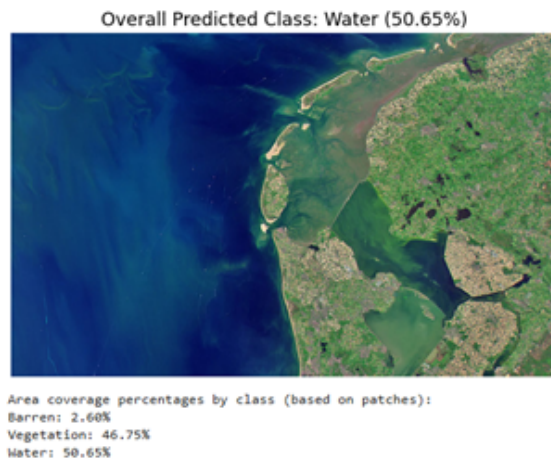 Overall Predicted Class: Water (50.65%)
Area coverage percentages by class (based on patches):
Barren: 2.60%
Vegetation: 46.75%
Water: 50.65%